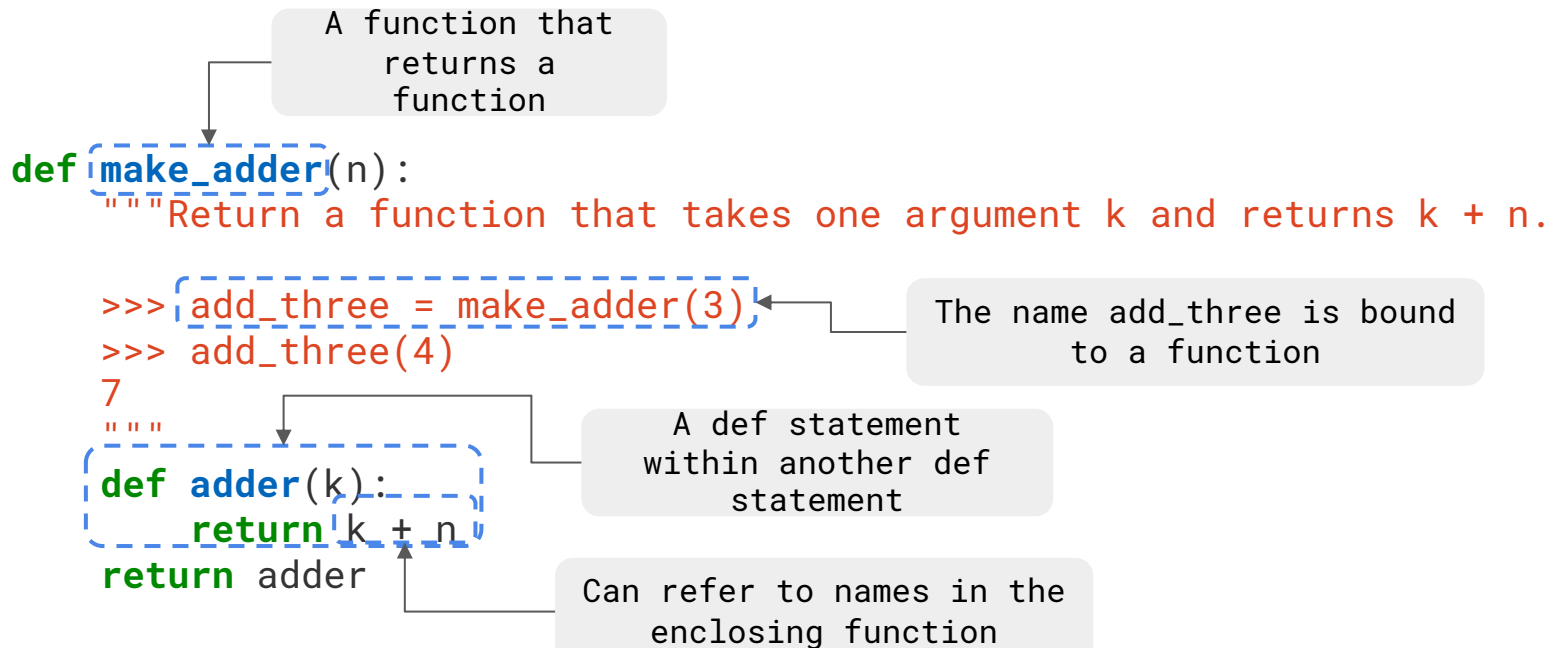 A function that
returns a
function
def make_adder(n):
"""Return a function that takes one argument k and returns k + n.
>>> add_three = make_adder(3)
The name add_three is bound
to a function
>>> add_three(4)
7
"""
A def statement
within another def
statement
def adder(k):
return k + n
return adder
Can refer to names in the
enclosing function